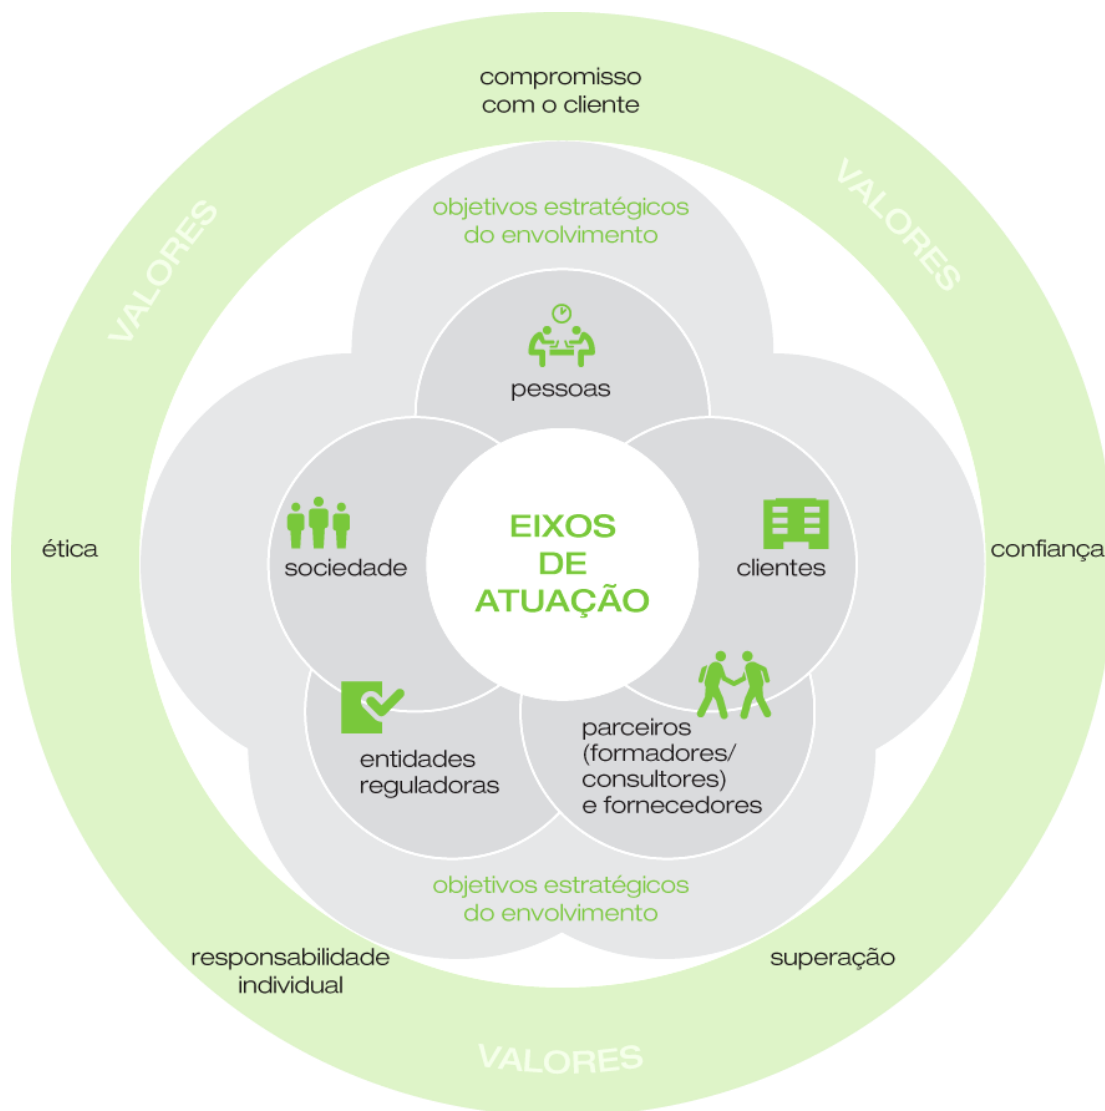 compromisso
com o cliente
VALORES
VALORES
objetivos estratégicos
do envolvimento
pessoas
EIXOS
DE
ATUAÇÃO
ética
sociedade
clientes
confiança
entidades
reguladoras
parceiros
(formadores/
consultores)
e fornecedores
objetivos estratégicos
do envolvimento
responsabilidade
individual
superação
VALORES